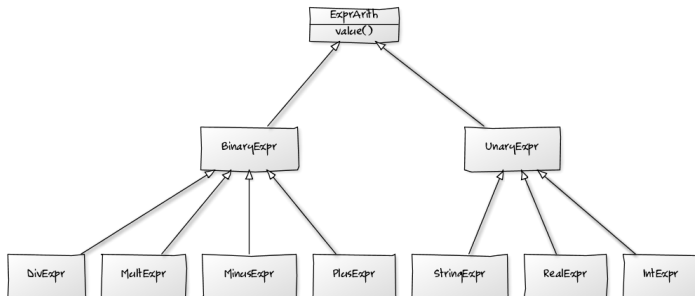 ExprArith
value()
BinaryExpr
UnaryExpr
DivExpr
MultExpr
MinusExpr
PlusExpr
StringExpr
RealExpr
IntExpr